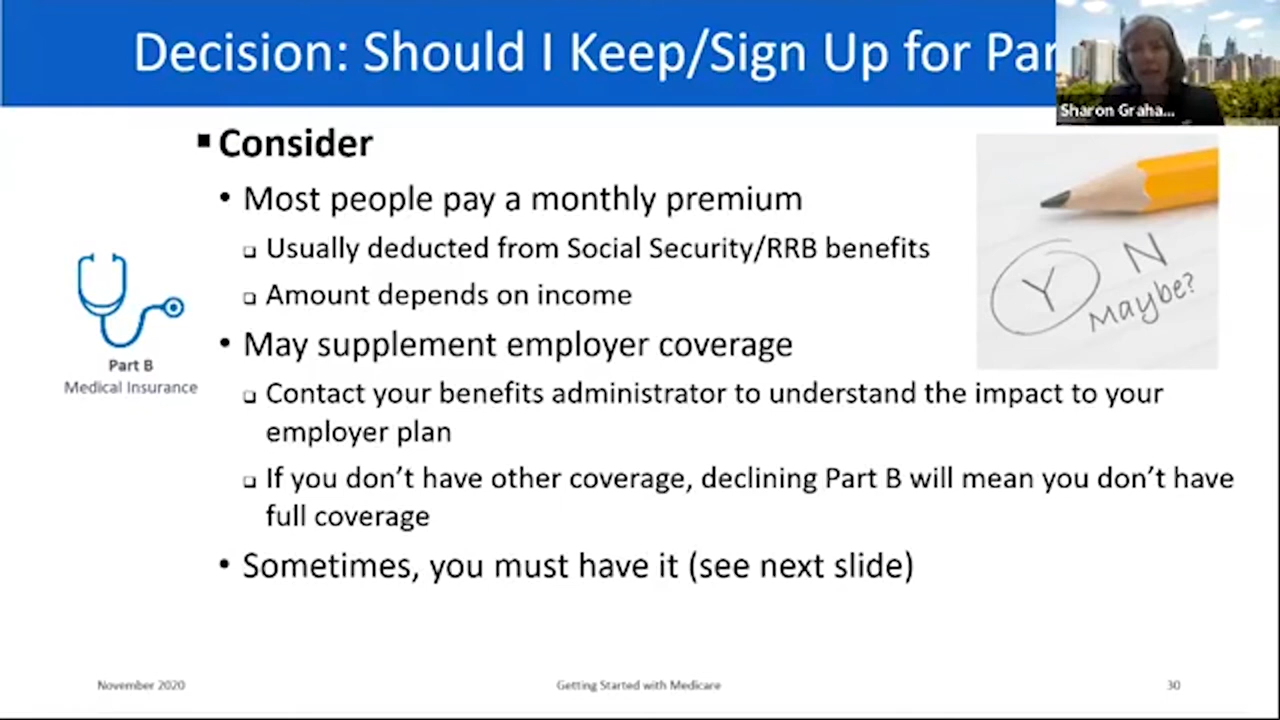 Decision: Should I Keep/Sign Up for Par
Sharon Graha...
▪ Consider
• Most people pay a monthly premium
❑ Usually deducted from Social Security/RRB benefits
❑ Amount depends on income
• May supplement employer coverage
❑ Contact your benefits administrator to understand the impact to your
employer plan
❑ If you don’t have other coverage, declining Part B will mean you don’t have
full coverage
• Sometimes, you must have it (see next slide)
Part B
Medical Insurance
Y N
Maybe?
November 2020
Getting Started with Medicare
30